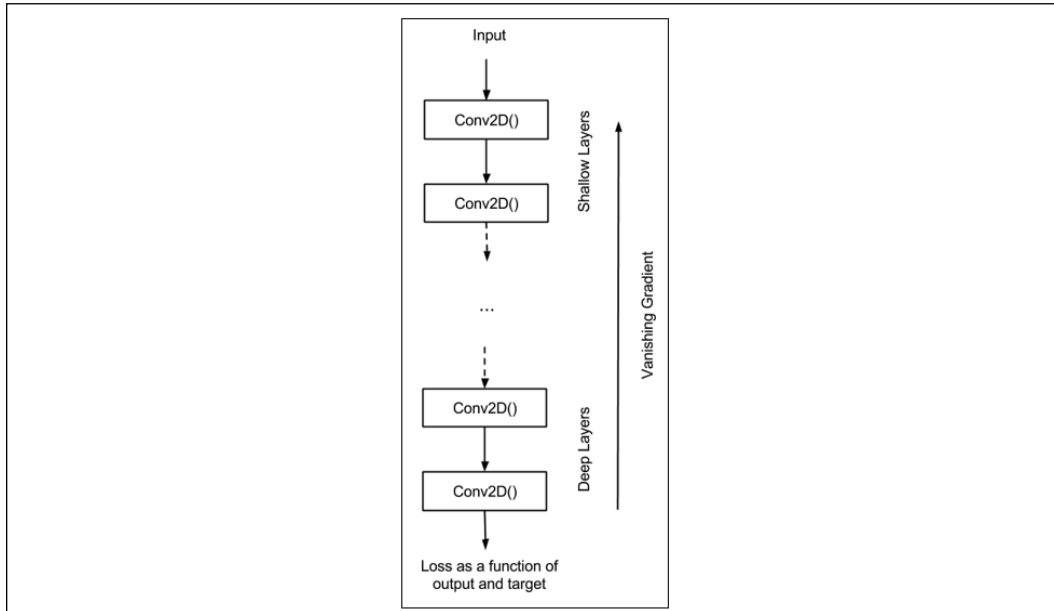 Input
Conv2D()
Shallow Layers
Conv2D()
Vanishing Gradient
...
Conv2D()
Deep Layers
Conv2D()
Loss as a function of
output and target